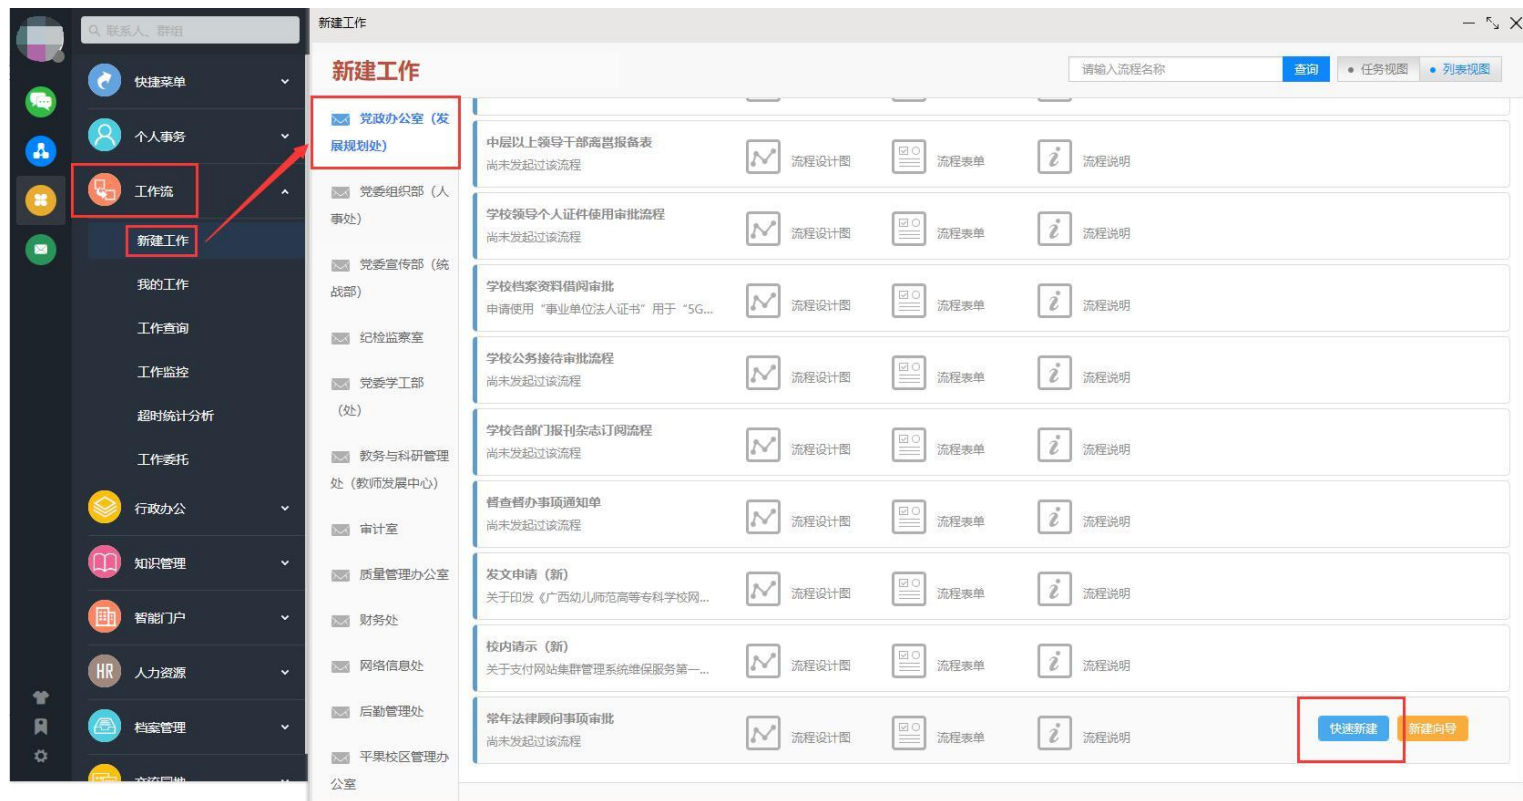 联系人、群组
快捷菜单
个人事务
工作流
新建工作
我的工作
工作查询
工作监控
超时统计分析
工作委托
行政办公
知识管理
智能门户
HR 人力资源
档案管理
交流园地
新建工作
新建工作
请输入流程名称
查询
任务视图
列表视图
党政办公室（发
展规划处）
党委组织部（人
事处）
党委宣传部（统
战部）
纪检监察室
党委学工部
（处）
教务与科研管理
处（教师发展中心）
审计室
质量管理办公室
财务处
网络信息处
后勤管理处
平果校区管理办
公室
中层以上领导干部离邕报备表
尚未发起过该流程
流程设计图 流程表单 流程说明
学校领导个人证件使用审批流程
尚未发起过该流程
流程设计图 流程表单 流程说明
学校档案资料借阅审批
申请使用“事业单位法人证书”用于“5G...
流程设计图 流程表单 流程说明
学校公务接待审批流程
尚未发起过该流程
流程设计图 流程表单 流程说明
学校各部门报刊杂志订阅流程
尚未发起过该流程
流程设计图 流程表单 流程说明
督查督办事项通知单
尚未发起过该流程
流程设计图 流程表单 流程说明
发文申请（新）
关于印发《广西幼儿师范高等专科学校网...
流程设计图 流程表单 流程说明
校内请示（新）
关于支付网站集群管理系统维保服务第一...
流程设计图 流程表单 流程说明
常年法律顾问事项审批
尚未发起过该流程
流程设计图 流程表单 流程说明
快速新建 新建向导